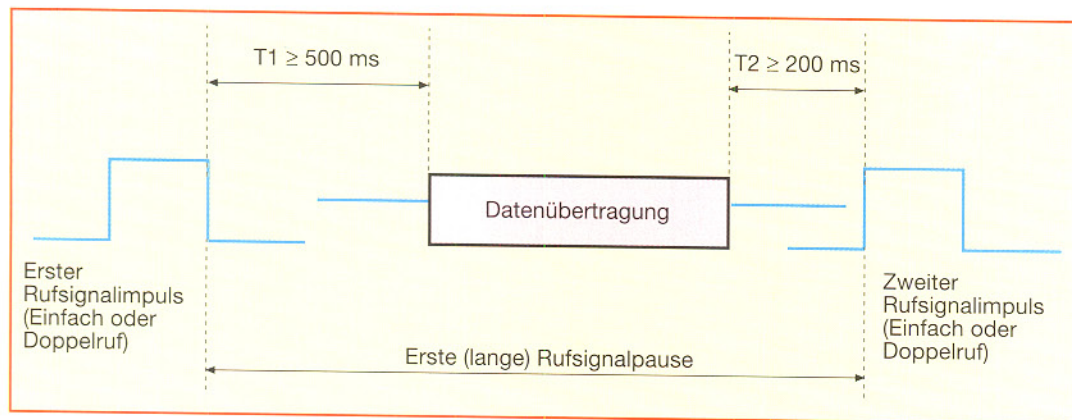 T1 ≥ 500 ms
T2 ≥ 200 ms
Datenübertragung
Erster
Rufsignalimpuls
(Einfach oder
Doppelruf)
Zweiter
Rufsignalimpuls
(Einfach oder
Doppelruf)
Erste (lange) Rufsignalpause